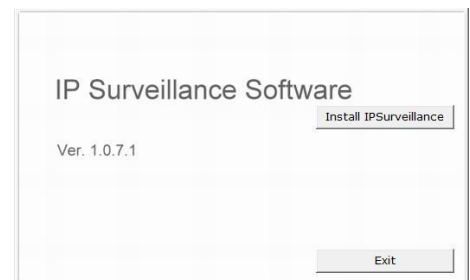 IP Surveillance Software
Install IPSurveillance
Ver. 1.0.7.1
Exit